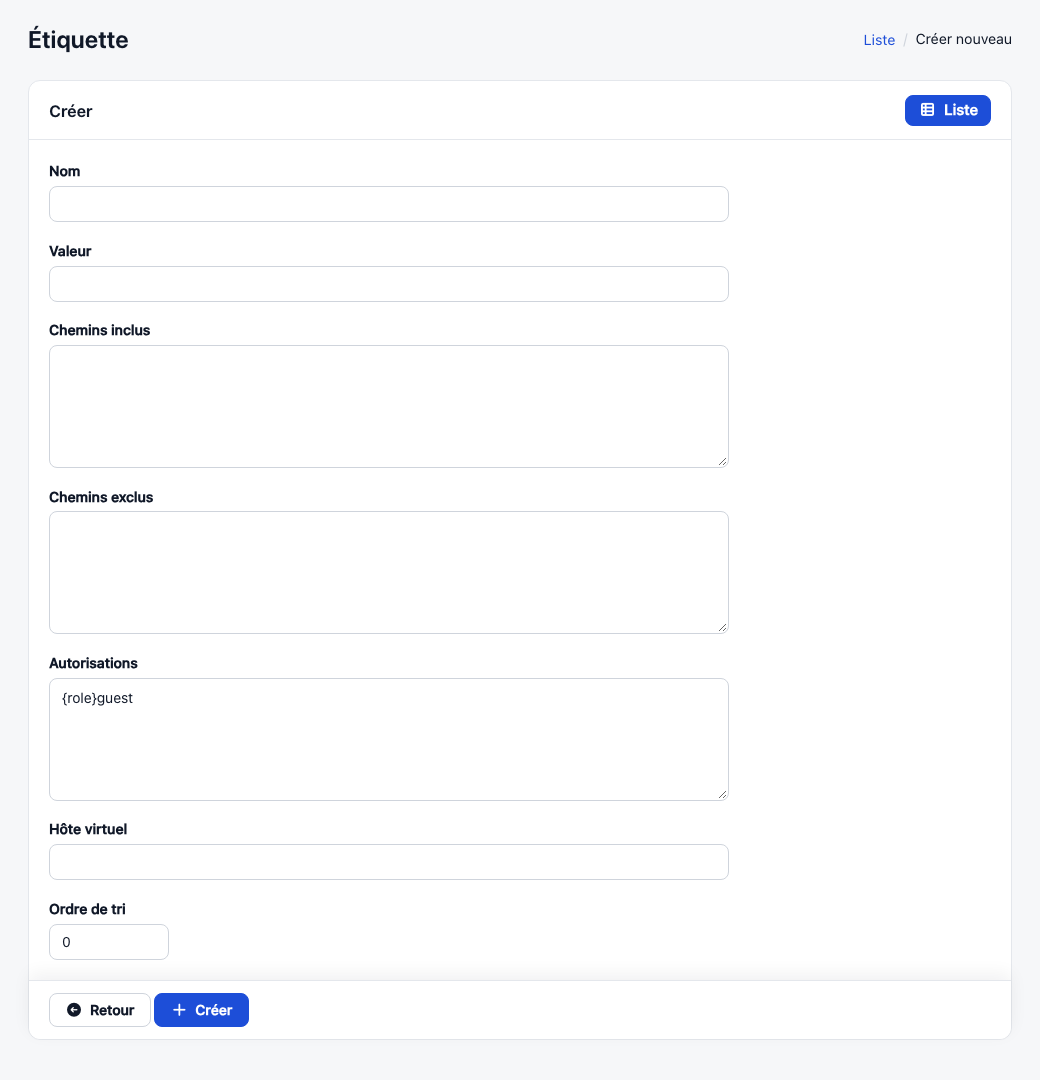 Étiquette
Liste / Créer nouveau
Créer
Liste
Nom
Valeur
Chemins inclus
Chemins exclus
Autorisations
{role}guest
Hôte virtuel
Ordre de tri
0
Retour
Créer